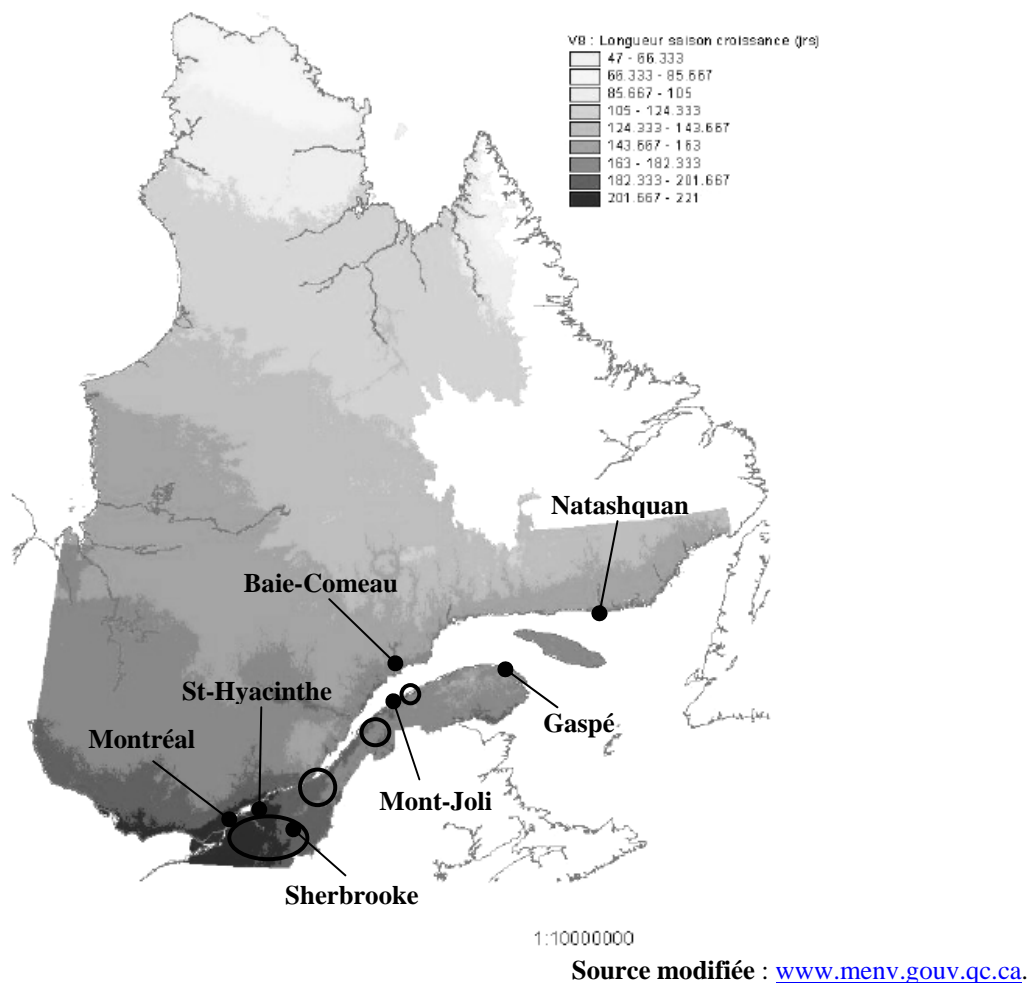 V8 : Longueur saison croissance (jrs)
47 - 66.333
66.333 - 85.667
85.667 - 105
105 - 124.333
124.333 - 143.667
143.667 - 163
163 - 182.333
182.333 - 201.667
201.667 - 221
Natashquan
Baie-Comeau
St-Hyacinthe
Gaspé
Montréal
Mont-Joli
Sherbrooke
1:10000000
Source modifiée : www.menv.gouv.qc.ca.